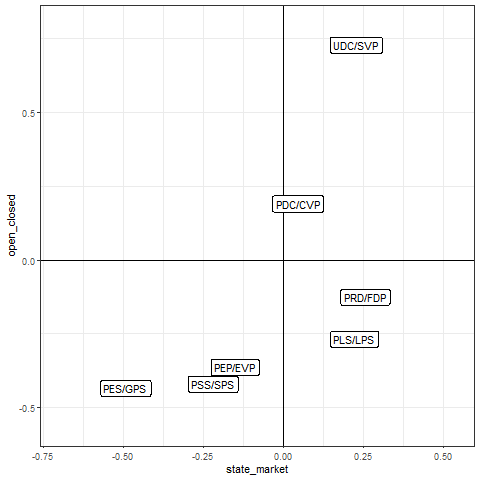 UDC/SVP
0.5
PDC/CVP
open_closed
0.0
PRD/FDP
PLS/LPS
PEP/EVP
PSS/SPS
PES/GPS
-0.5
-0.75 -0.50 -0.25 0.00 0.25 0.50
state_market